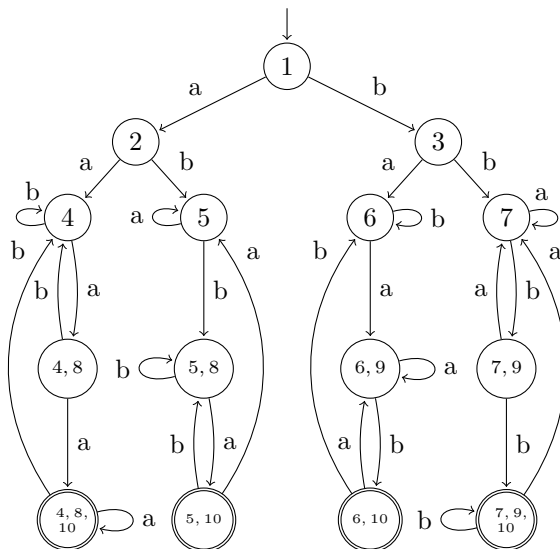 1
a b
2 3
a b a b
b 4 a 5 6 b 7 a
b b a b a a b a
4, 8 b 5, 8 6, 9 a 7, 9
a b a a b b
4, 8, 10 a 5, 10 6, 10 b 7, 9, 10